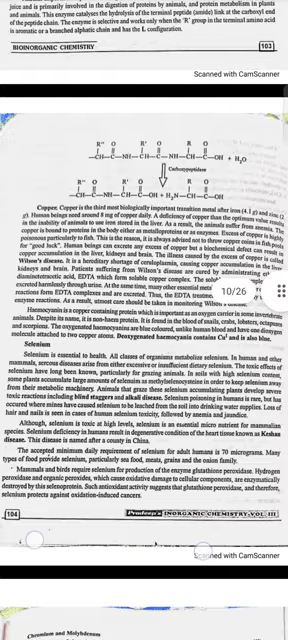 juice and is primarily involved in the digestion of proteins by animals, and protein metabolism in plants
and animals. This enzyme catalyses the hydrolysis of the terminal peptide (amide) link at the carboxyl end
of the peptide chain. The enzyme is selective and works only when the 'R' group in the terminal amino acid
is aromatic or a branched aliphatic chain and has the L configuration.
BIOINORGANIC CHEMISTRY
103
Scanned with CamScanner
R'' O R' O R O
—CH—C—NH—CH—C—NH—CH—C—OH + H₂O
Carboxypeptidase
R'' O R' O R O
—CH—C—NH—CH—C—OH + H₂N—CH—C—OH
Copper. Copper is the third most biologically important transition metal after iron (4.1 g) and zinc (2
g). Human beings need around 8 mg of copper daily. A deficiency of copper than the optimum value results
in the inability of animals to use iron stored in the liver. As a result, the animals suffer from anemia. The
copper is bound to proteins in the body either as metalloproteins or as enzymes. Excess of copper is highly
poisonous particularly to fish. This is the reason, it is always advised not to throw copper coins in fish
for "good luck". Human beings can excrete any excess of copper but a biochemical defect can result in
copper accumulation in the liver, kidneys and brain. The illness caused by the excess of copper is called
Wilson's disease. It is a hereditary shortage of ceruloplasmin, causing copper accumulation in the liver
kidneys and brain. Patients suffering from Wilson's disease are cured by administrating
diaminotetraacetic acid, EDTA which form soluble copper complex. The
excreted harmlessly through urine. At the same time, many other essential met
reactions form EDTA complexes and are excreted. Thus, the EDTA treatm
enzyme reactions. As a result, utmost care should be taken in monitoring Wilson's
10/26
Haemocyanin is a copper containing protein which is important as an oxygen carrier in some invertebrate
animals. Despite its name, it is non-heme protein. It is found in the blood of snails, crabs, lobsters, octapuses
and scorpions. The oxygenated haemocyanins are blue coloured, unlike human blood and have one dioxygen
molecule attached to two copper atoms. Deoxygenated haemocyanin contains Cu and is also blue.
Selenium
Selenium is essential to health. All classes of organisms metabolize selenium. In human and other
mammals, serious diseases arise from either excessive or insufficient dietary selenium. The toxic effects of
selenium have long been known, particularly for grazing animals. In soils with high selenium content,
some plants accumulate large amounts of selenium as methylselenocystein in order to keep selenium away
from their metabolic machinery. Animals that graze these selenium accumulating plants develop severe
toxic reactions including blind staggers and alkali disease. Selenium poisoning in humans is rare, but has
occured where mines have caused selenium to be leached from the soil into drinking water supplies. Loss of
hair and nails is seen in cases of human selenium toxicity, followed by anemia and jaundice.
Although, selenium is toxic at high levels, selenium is an essential micro nutrient for mammalian
species. Selenium deficiency in humans result in degenerative condition of the heart tissue known as Keshan
disease. This disease is named after a county in China.
The accepted minimum daily requirement of selenium for adult humans is 70 micrograms. Many
types of food provide selenium, particularly sea food, meats, grains and the onion family.
Mammals and birds require selenium for production of the enzyme glutathione peroxidase. Hydrogen
peroxide and organic peroxides, which cause oxidative damage to cellular components, are enzymatically
destroyed by this selenoprotein. Such antioxidant activity suggests that glutathione peroxidase, and therefore,
selenium protects against oxidation-induced cancers.
104
Pradeep's INORGANIC CHEMISTRY VOL. III
Scanned with CamScanner
Chromium and Molybdenum